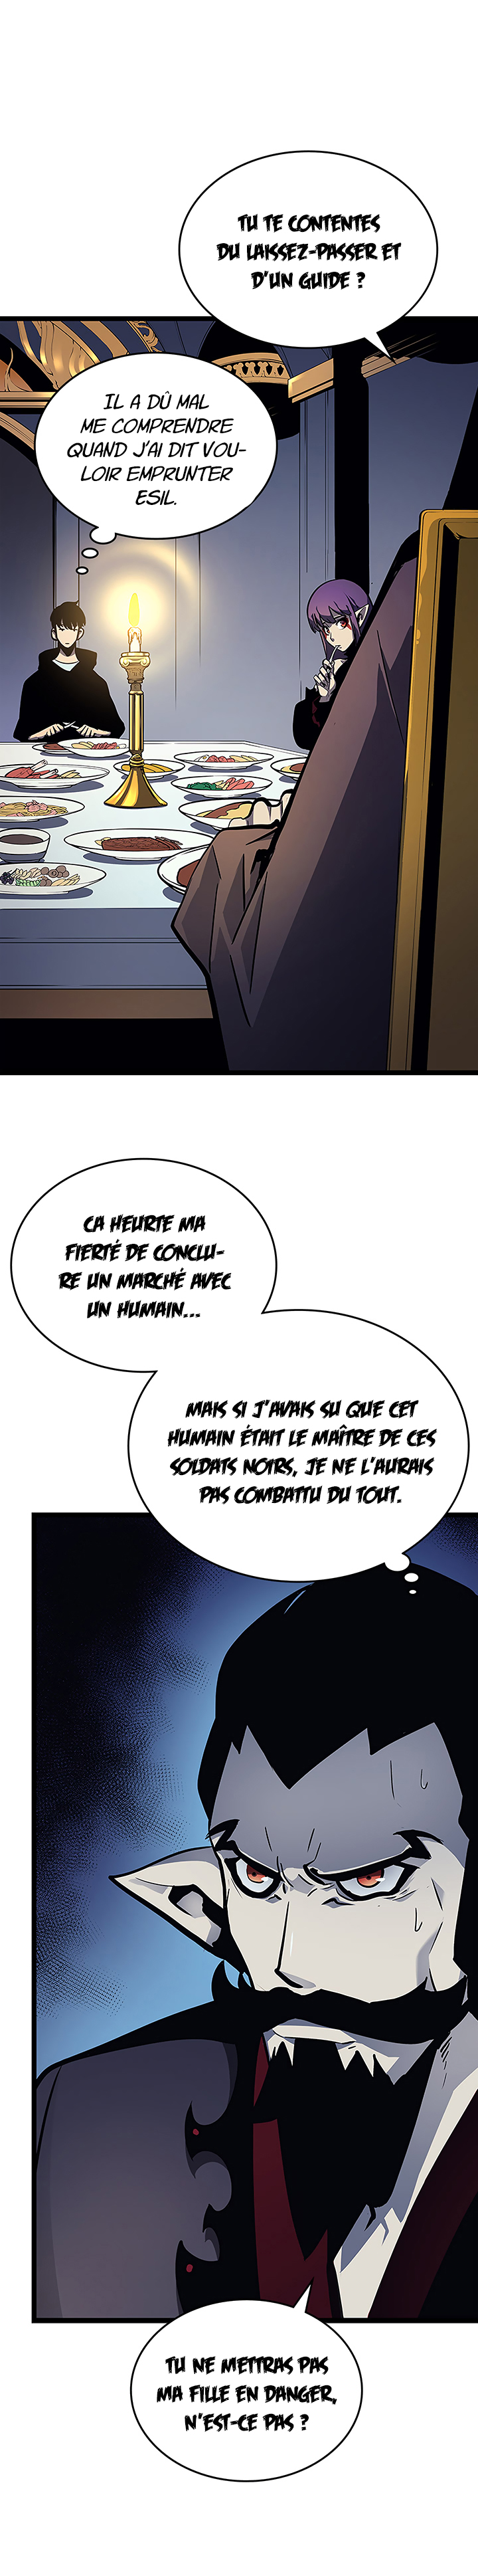 TU TE CONTENTES
DU LAISSEZ-PASSER ET
D'UN GUIDE ?
IL A DÛ MAL
ME COMPRENDRE
QUAND J'AI DIT VOU-
LOIR EMPRUNTER
ESIL.
CA HEURTE MA
FIERTÉ DE CONCLU-
RE UN MARCHÉ AVEC
UN HUMAIN...
MAIS SI J'AVAIS SU QUE CET
HUMAIN ÉTAIT LE MAÎTRE DE CES
SOLDATS NOIRS, JE NE L'AURAIS
PAS COMBATTU DU TOUT.
TU NE METTRAS PAS
MA FILLE EN DANGER,
N'EST-CE PAS ?